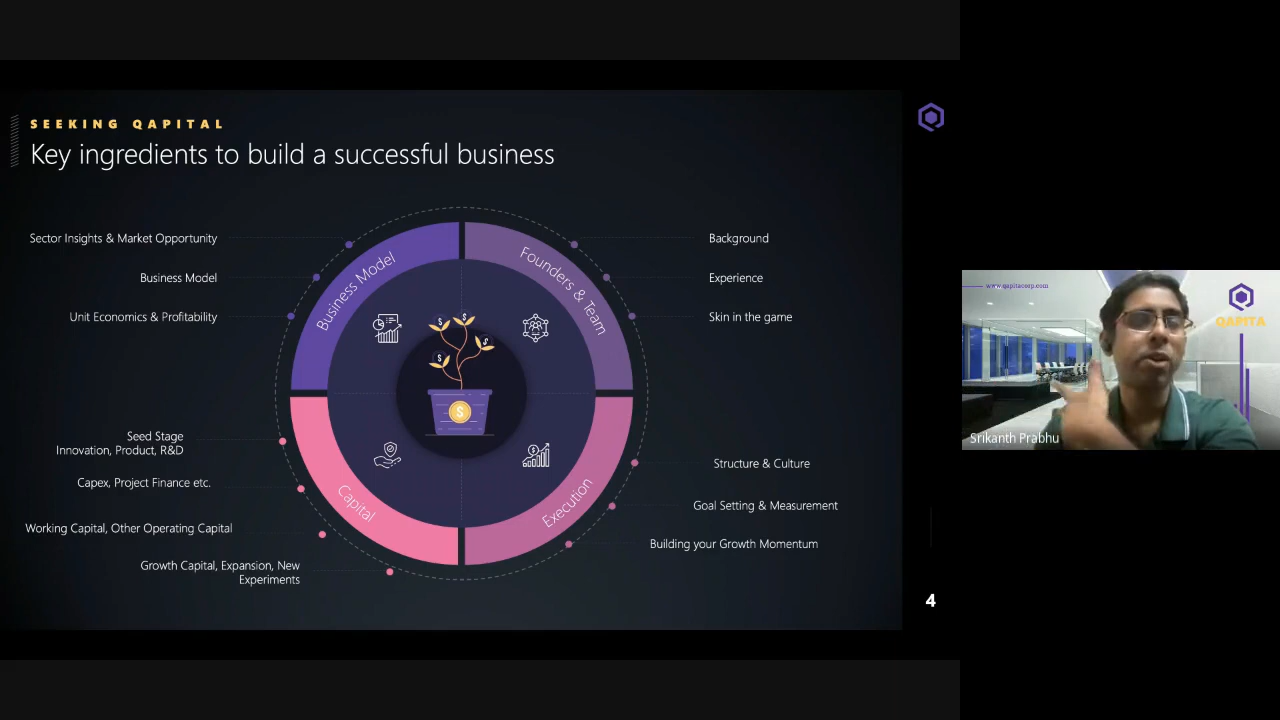 SEEKING QAPITAL
Key ingredients to build a successful business
Sector Insights & Market Opportunity
Business Model
Unit Economics & Profitability
Business Model
Founders & Team
Background
Experience
Skin in the game
$
$
$
$
$
Seed Stage
Innovation, Product, R&D
Capex, Project Finance etc.
Working Capital, Other Operating Capital
Growth Capital, Expansion, New
Experiments
Capital
Execution
Structure & Culture
Goal Setting & Measurement
Building your Growth Momentum
4
www.qapitacorp.com
QAPITA
Srikanth Prabhu